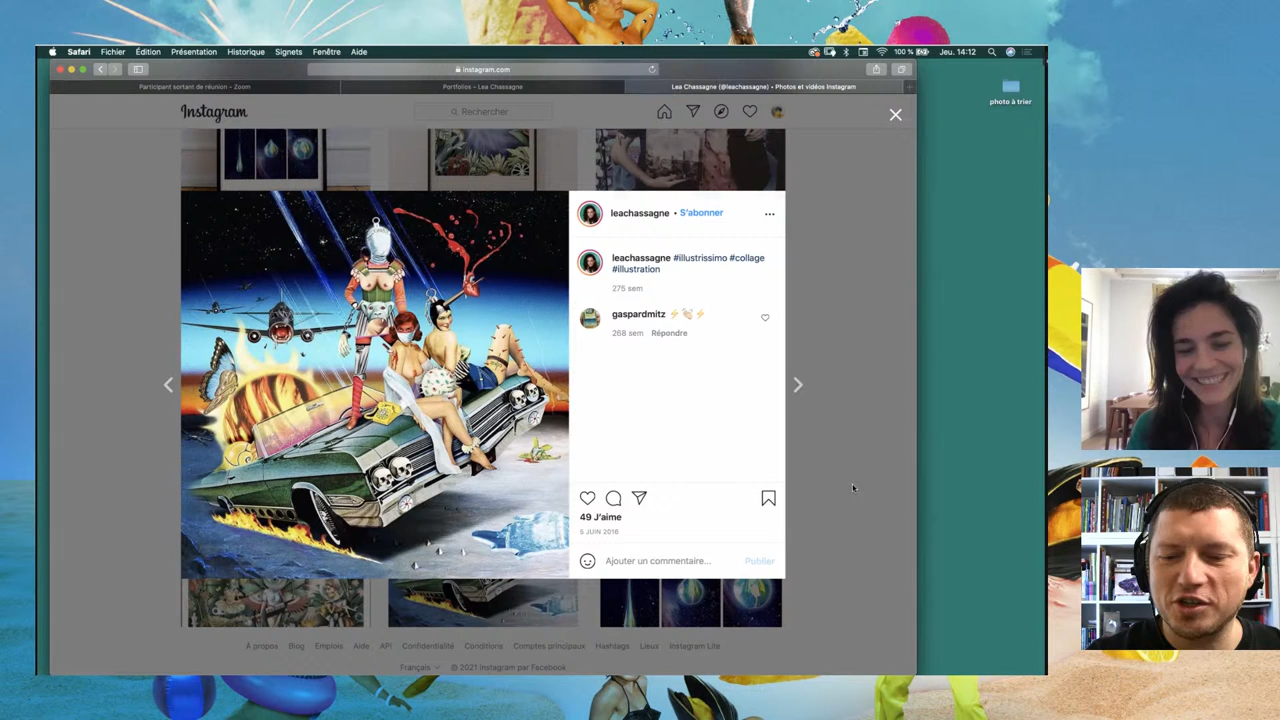 Safari Fichier Édition Présentation Historique Signets Fenêtre Aide
100 % Jeu. 14:12
instagram.com
Participant sortant de réunion - Zoom
Portfolios – Lea Chassagne
Lea Chassagne (@leachassagne) • Photos et vidéos Instagram
photo à trier
Instagram
Rechercher
leachassagne • S’abonner
leachassagne #illustrissimo #collage
#illustration
275 sem
gaspardmitz ⚡👏🏻⚡
268 sem Répondre
49 J’aime
5 JUIN 2016
Ajouter un commentaire... Publier
À propos Blog Emplois Aide API Confidentialité Conditions Comptes principaux Hashtags Lieux Instagram Lite
Français © 2021 Instagram par Facebook